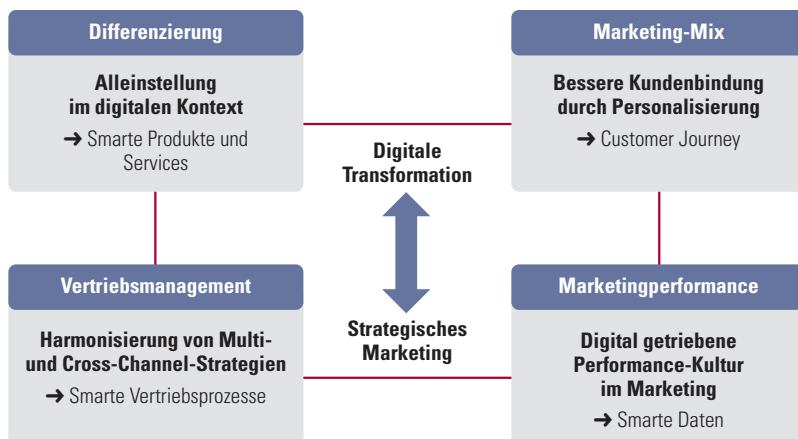 Differenzierung
Alleinstellung
im digitalen Kontext
➔ Smarte Produkte und
Services
Marketing-Mix
Bessere Kundenbindung
durch Personalisierung
➔ Customer Journey
Digitale
Transformation
Strategisches
Marketing
Vertriebsmanagement
Harmonisierung von Multi-
und Cross-Channel-Strategien
➔ Smarte Vertriebsprozesse
Marketingperformance
Digital getriebene
Performance-Kultur
im Marketing
➔ Smarte Daten